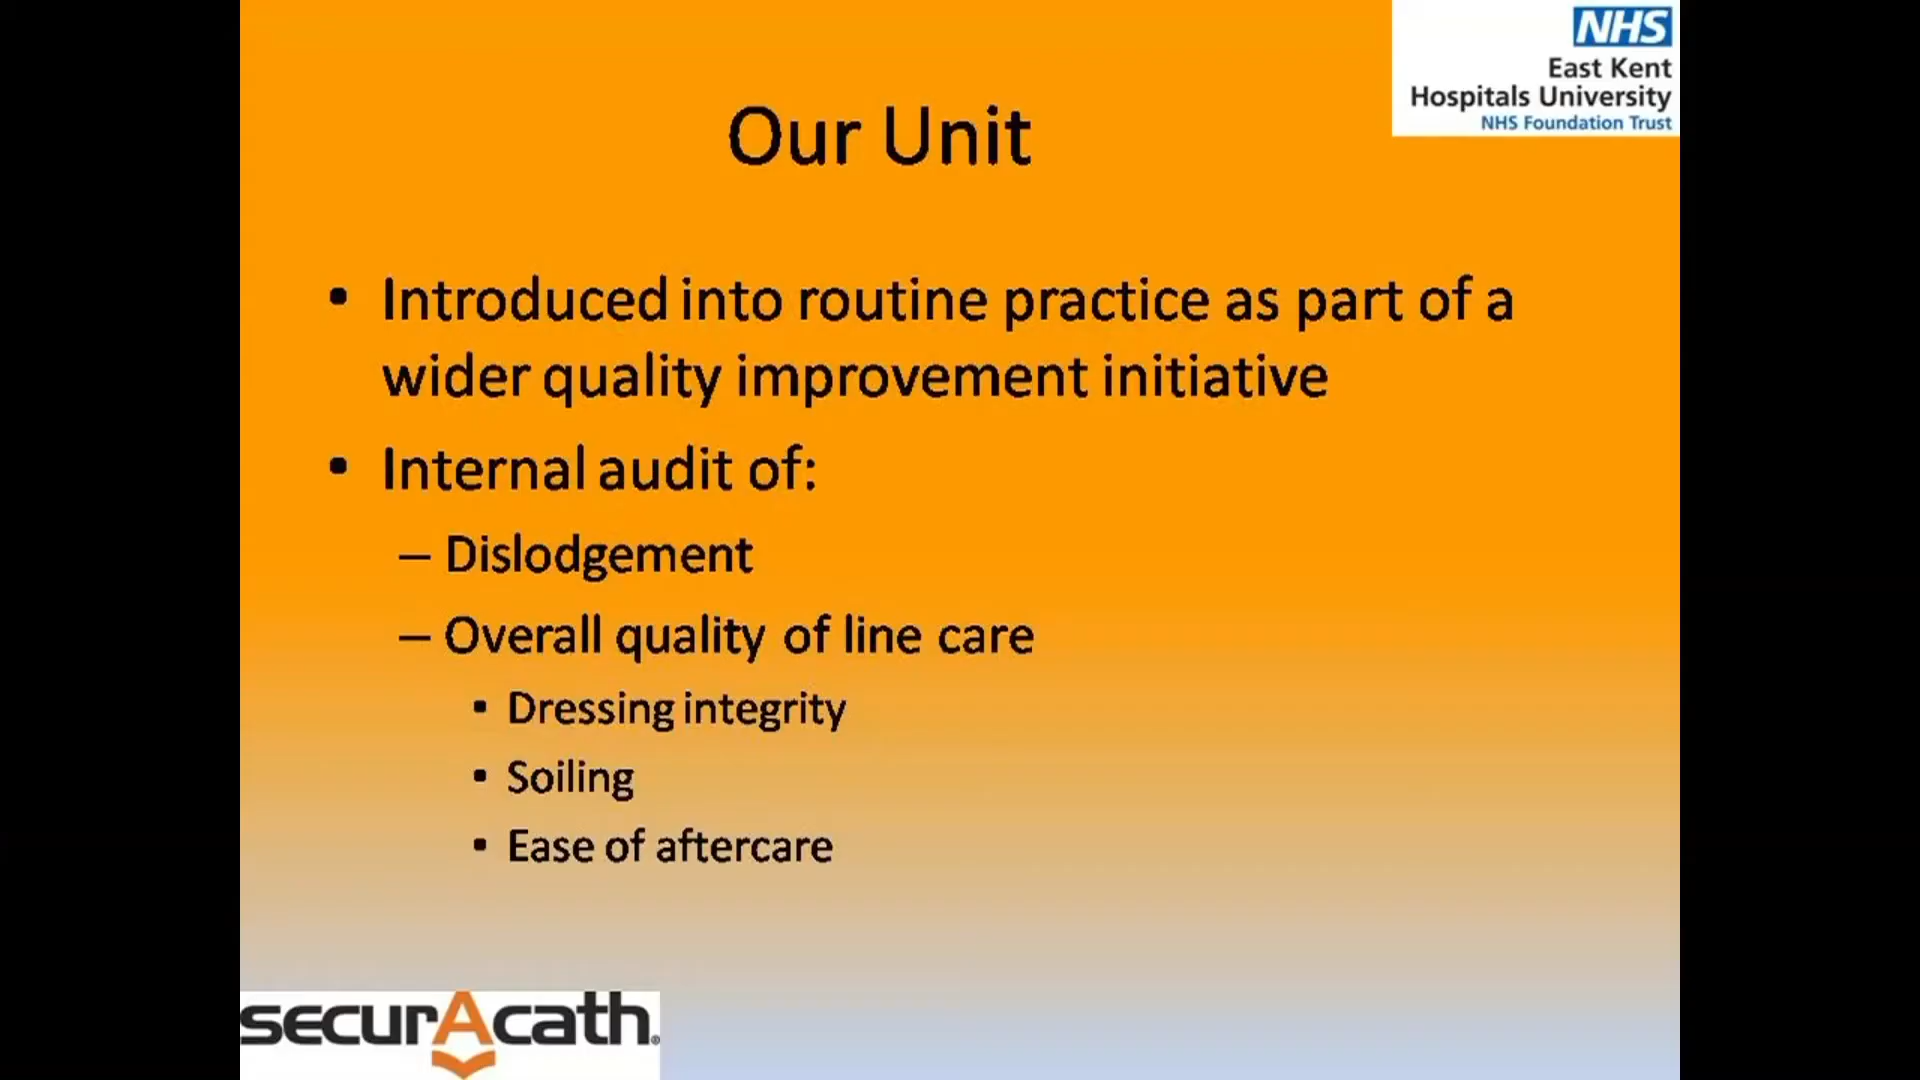 NHS
East Kent
Hospitals University
NHS Foundation Trust
Our Unit
• Introduced into routine practice as part of a
wider quality improvement initiative
• Internal audit of:
– Dislodgement
– Overall quality of line care
▪ Dressing integrity
▪ Soiling
▪ Ease of aftercare
securAcath®